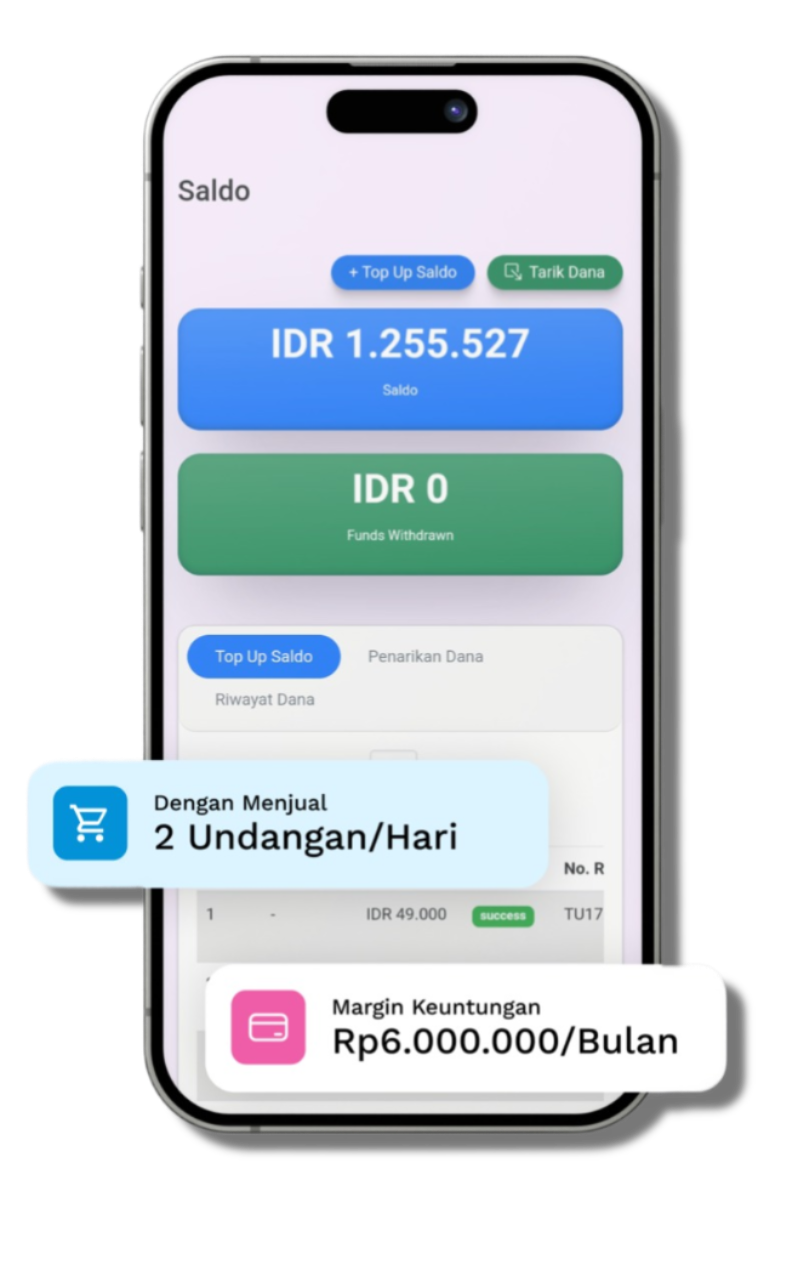 Saldo
+ Top Up Saldo
Tarik Dana
IDR 1.255.527
Saldo
IDR 0
Funds Withdrawn
Top Up Saldo
Penarikan Dana
Riwayat Dana
Dengan Menjual
2 Undangan/Hari
No. R
1 - IDR 49.000 success TU17
Margin Keuntungan
Rp6.000.000/Bulan